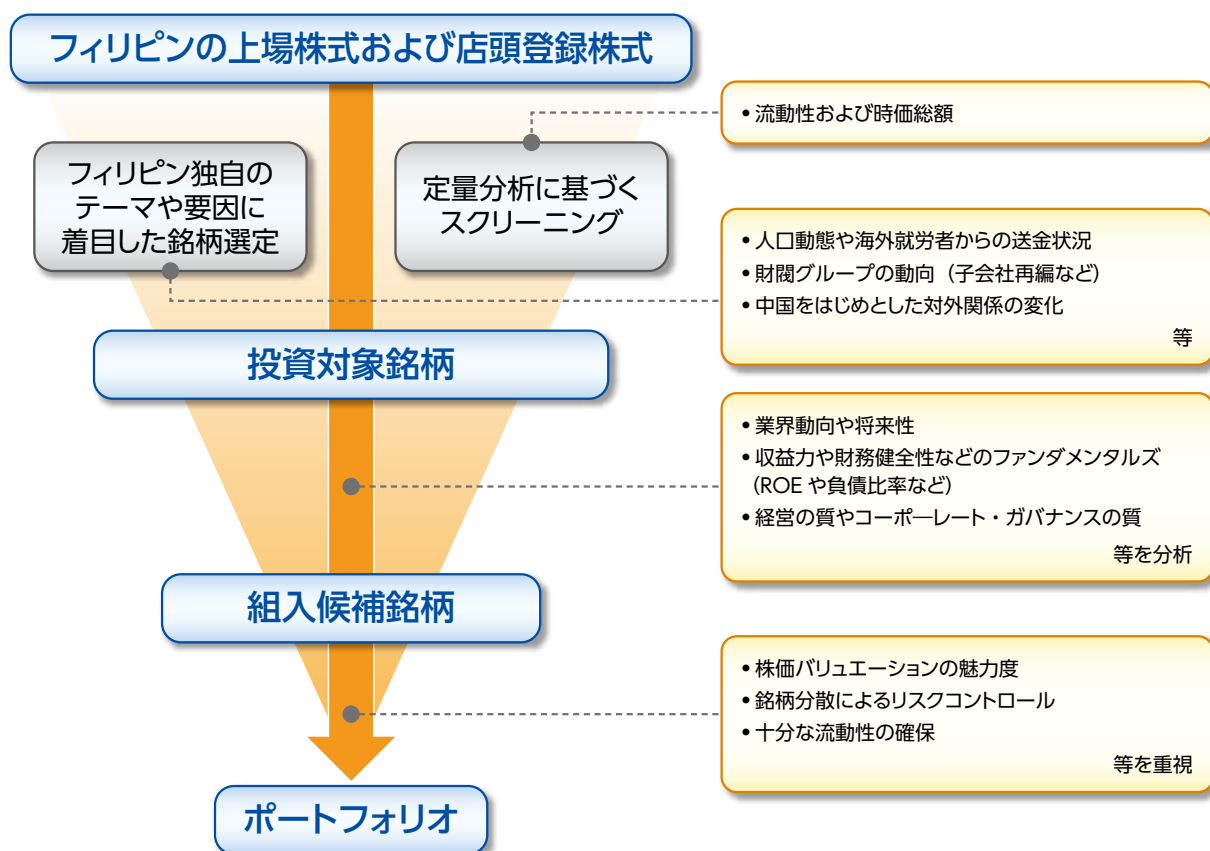 フィリピンの上場株式および店頭登録株式
• 流動性および時価総額
フィリピン独自の
テーマや要因に
着目した銘柄選定
定量分析に基づく
スクリーニング
• 人口動態や海外就労者からの送金状況
• 財閥グループの動向（子会社再編など）
• 中国をはじめとした対外関係の変化
等
投資対象銘柄
• 業界動向や将来性
• 収益力や財務健全性などのファンダメンタルズ
（ROE や負債比率など）
• 経営の質やコーポ―レート・ガバナンスの質
等を分析
組入候補銘柄
• 株価バリュエーションの魅力度
• 銘柄分散によるリスクコントロール
• 十分な流動性の確保
等を重視
ポートフォリオ